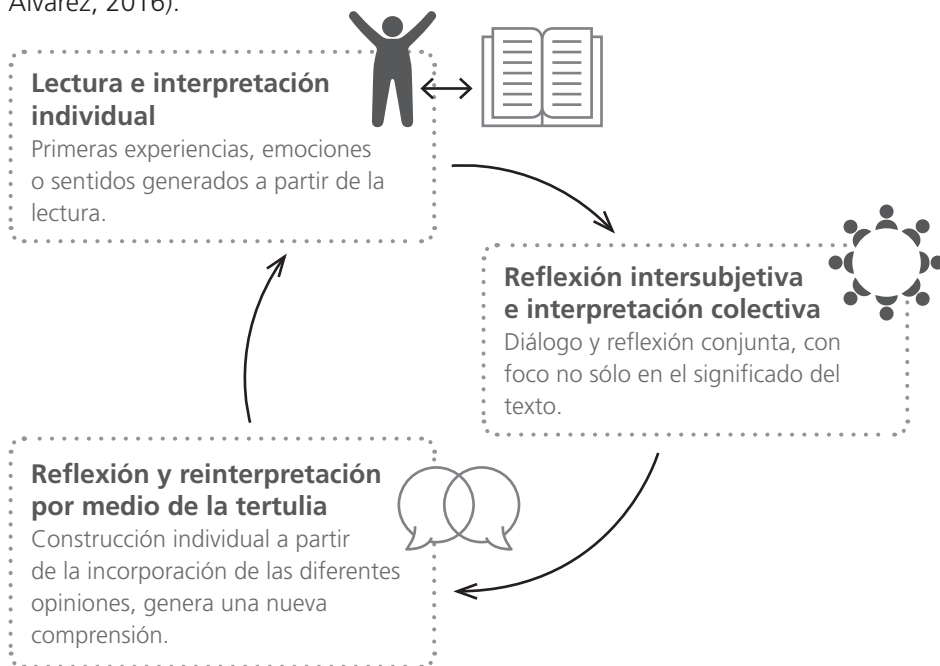 Álvarez, 2016).
Lectura e interpretación
individual
Primeras experiencias, emociones
o sentidos generados a partir de la
lectura.
Reflexión intersubjetiva
e interpretación colectiva
Diálogo y reflexión conjunta, con
foco no sólo en el significado del
texto.
Reflexión y reinterpretación
por medio de la tertulia
Construcción individual a partir
de la incorporación de las diferentes
opiniones, genera una nueva
comprensión.